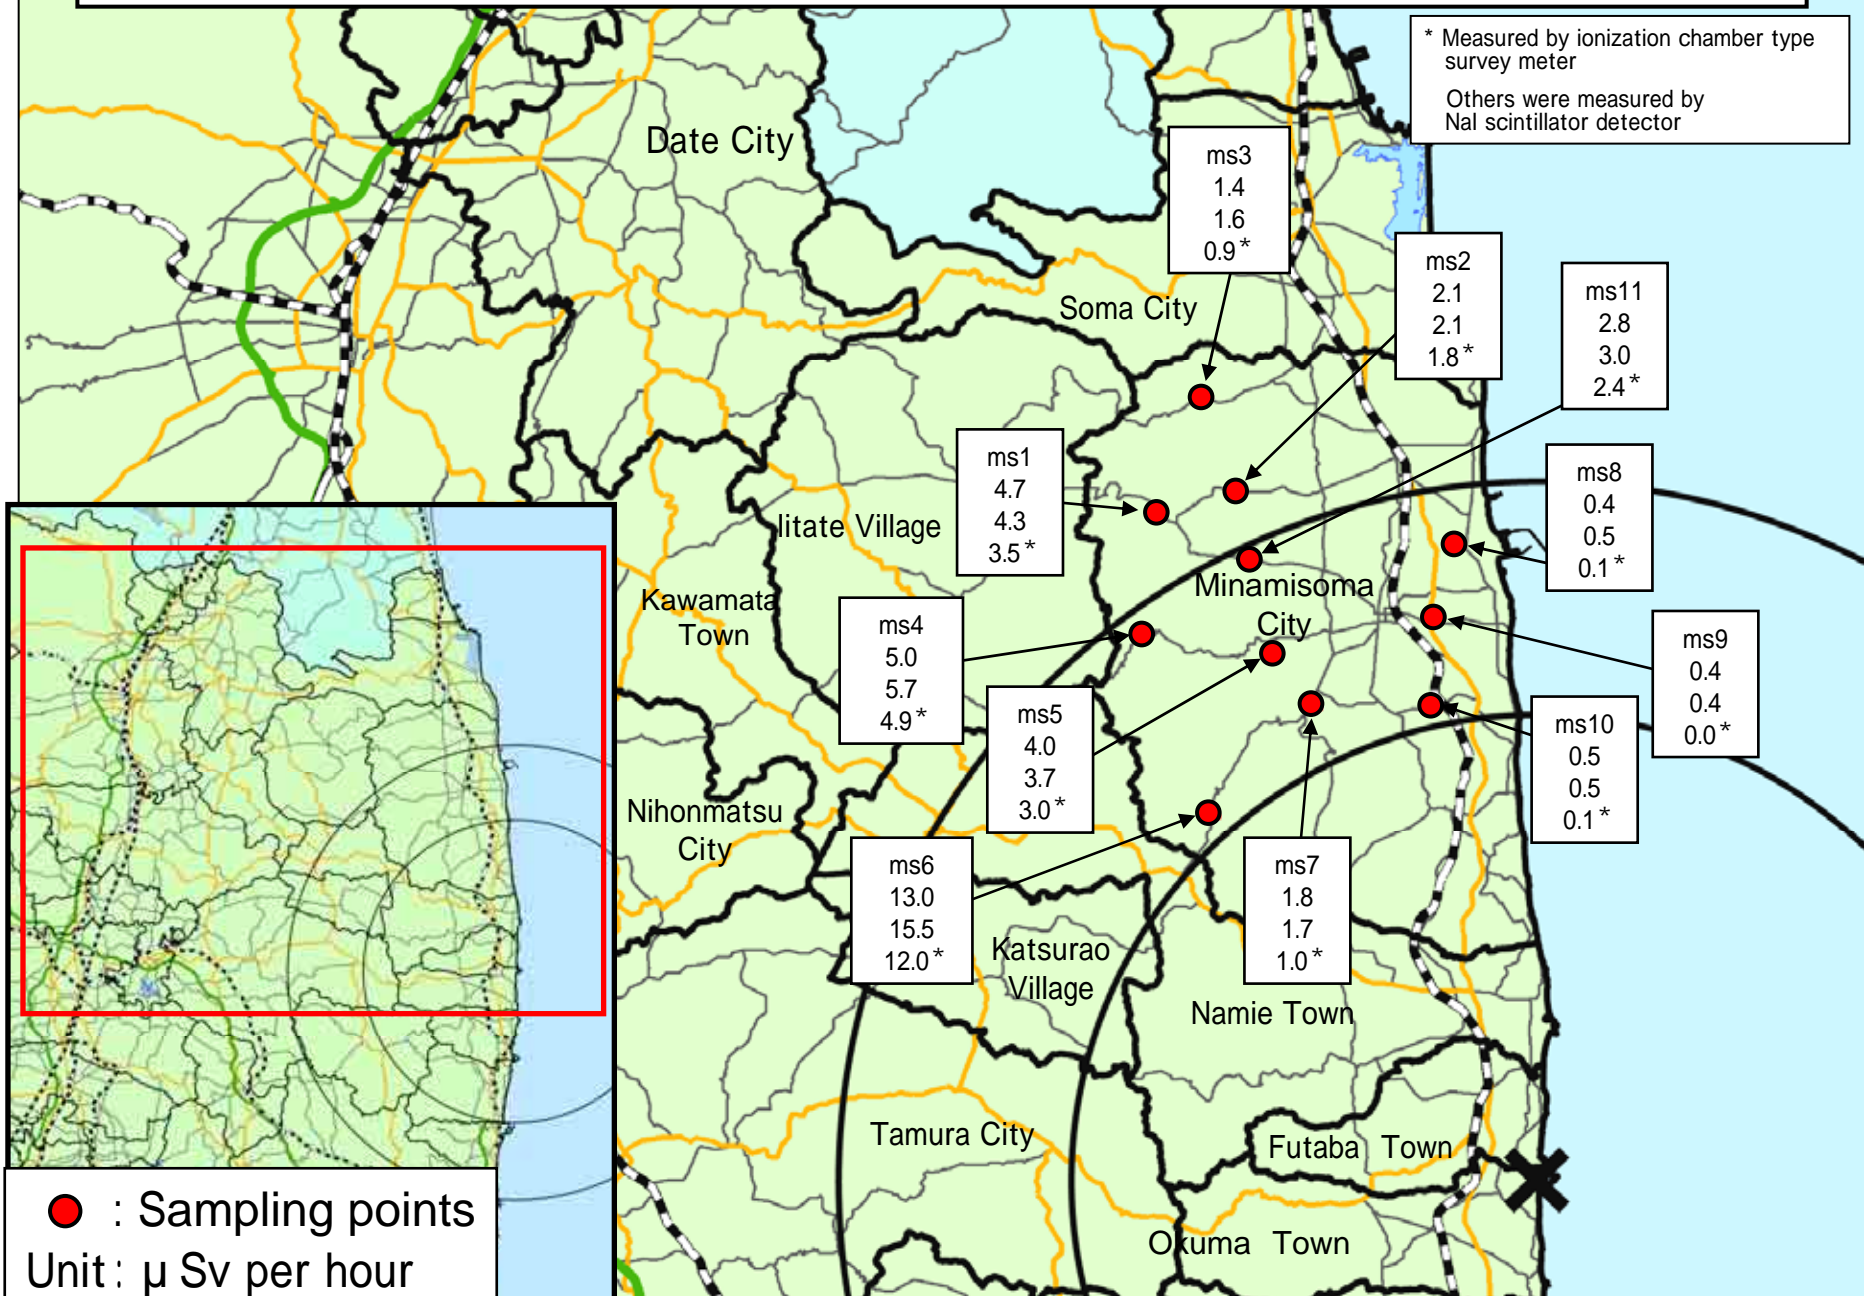 * Measured by ionization chamber type
survey meter
Others were measured by
NaI scintillator detector
Date City
ms3
1.4
1.6
0.9*
ms2
2.1
2.1
1.8*
ms11
2.8
3.0
2.4*
Soma City
ms1
4.7
4.3
3.5*
ms8
0.4
0.5
0.1*
Iitate Village
Minamisoma
City
Kawamata
Town
ms4
5.0
5.7
4.9*
ms9
0.4
0.4
0.0*
ms5
4.0
3.7
3.0*
ms10
0.5
0.5
0.1*
Nihonmatsu
City
ms6
13.0
15.5
12.0*
ms7
1.8
1.7
1.0*
Katsurao
Village
Namie Town
Tamura City
Futaba Town
Okuma Town
: Sampling points
Unit : μ Sv per hour